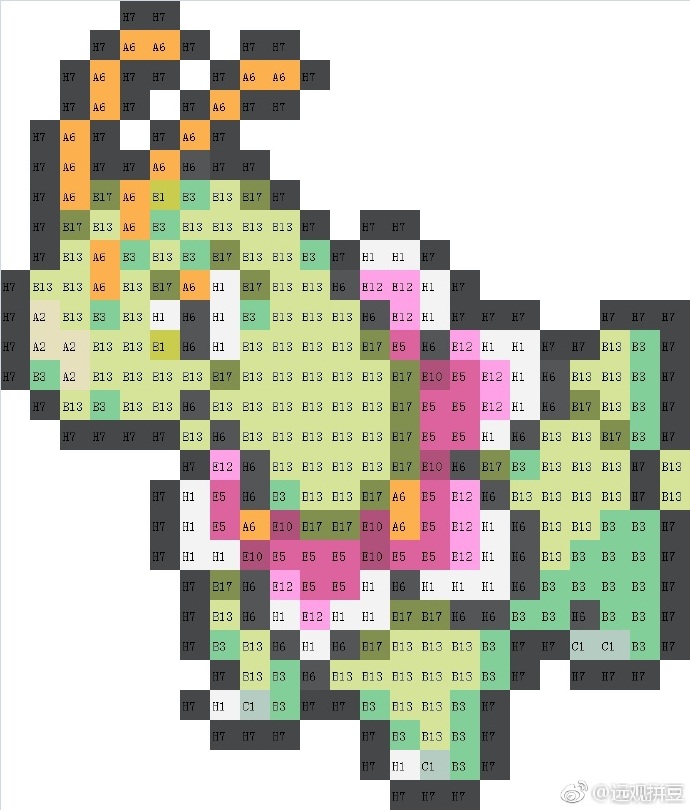 H7 H7
H7 A6 A6 H7 H7 H7
H7 A6 H7 H7 H7 A6 A6 H7
H7 A6 H7 H7 A6 H7 H7
H7 A6 H7 H7 A6 H7
H7 A6 H7 H7 A6 H6 H7 H7
H7 A6 B17 A6 B1 B3 B13 B17 H7
H7 B17 B13 A6 B3 B13 B13 B13 B13 H7 H7 H7
H7 B13 A6 B3 B13 B3 B17 B13 B13 B3 H7 H1 H1 H7
H7 B13 B13 A6 B13 B17 A6 H1 B17 B13 B13 H6 E12 E12 H1 H7
H7 A2 B13 B3 B13 H1 H6 H1 B3 B13 B13 B13 H6 E12 H1 H7 H7 H7 H7 H7 H7
H7 A2 A2 B13 B13 B1 H6 H1 B13 B13 B13 B13 B17 E5 H6 E12 H1 H1 H7 H7 B13 B3 H7
H7 B3 A2 B13 B13 B13 B13 B17 B13 B13 B13 B13 B13 B17 E10 E5 E12 H1 H6 B13 B13 B3 H7
H7 B13 B3 B13 B13 H6 B13 B13 B13 B13 B13 B13 B17 E5 E5 E12 H1 H6 B17 B13 B3 H7
H7 H7 H7 H7 B13 H6 B13 B13 B13 B13 B13 B17 E5 E5 H1 H6 B13 B13 B17 B3 H7
H7 E12 H6 B13 B13 B13 B13 B17 E10 H6 B17 B3 B13 B13 B13 H7 B13
H7 H1 E5 H6 B3 B13 B13 B17 A6 E5 E12 H6 B13 B13 B13 B13 H7 B13
H7 H1 E5 A6 E10 B17 B17 E10 A6 E5 E12 H1 H6 B13 B13 B3 B3 H7
H7 H1 H1 E10 E5 E5 E5 E10 E5 E5 E12 H1 H6 B13 B3 B3 B3 H7
H7 B17 H6 E12 E5 E5 H1 H6 H1 H1 H1 H6 B3 B3 B3 B3 H7
H7 B13 H6 H1 E12 H1 H1 B17 B17 H6 H6 B3 B3 H6 B3 B3 H7
H7 B3 B13 H6 H1 H6 B17 B13 B13 B13 B3 H7 H7 C1 C1 B3 H7
H7 B13 B3 H6 B13 B13 B13 B13 B13 B3 H7 H7 H7 H7
H7 H1 C1 B3 H7 H7 B3 B13 B13 B3 H7
H7 H7 H7 H7 B3 B13 B3 H7
H7 H1 C1 B3 H7
H7 H7 H7
@远观拼豆